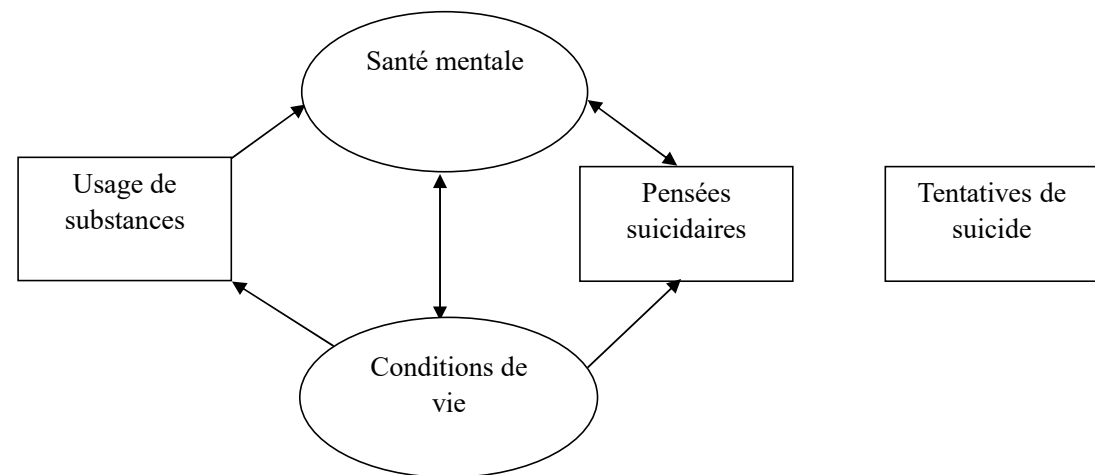 Santé mentale
Usage de
substances
Pensées
suicidaires
Tentatives de
suicide
Conditions de
vie